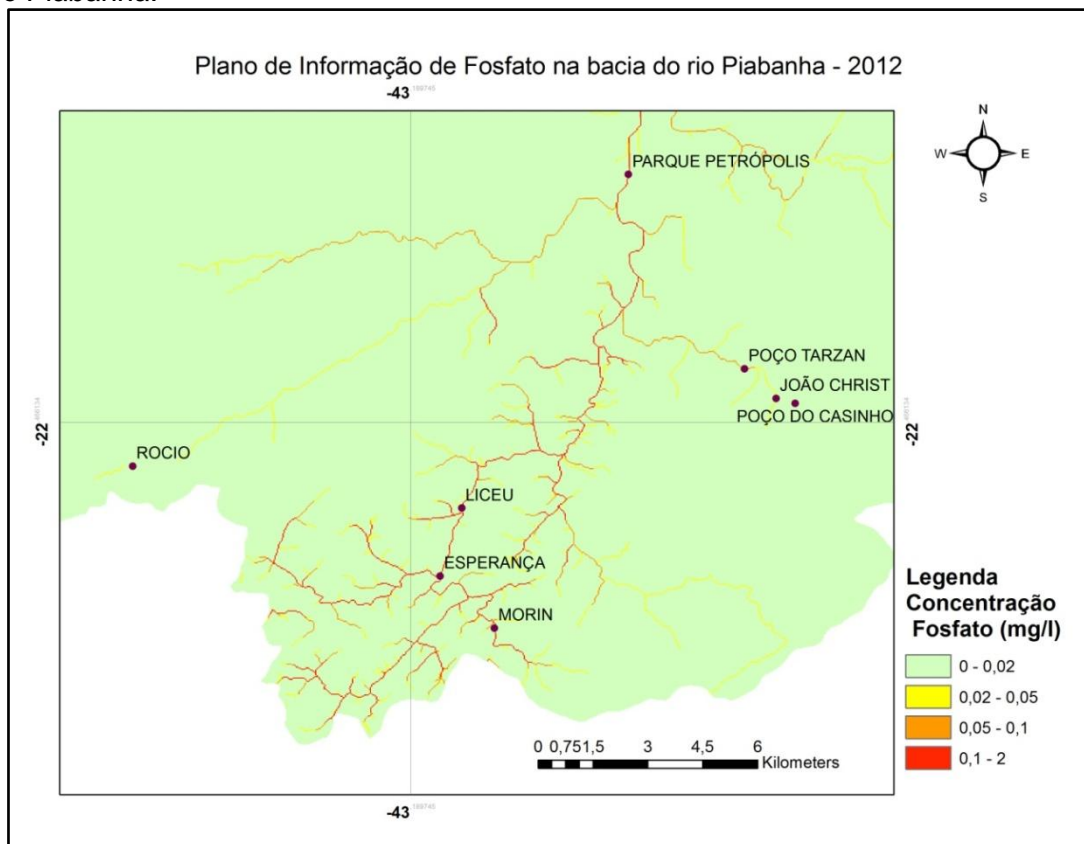 Plano de Informação de Fosfato na bacia do rio Piabanha - 2012
-43
N
W E
S
PARQUE PETRÓPOLIS
POÇO TARZAN
JOÃO CHRIST
POÇO DO CASINHO
-22
-22
ROCIO
LICEU
ESPERANÇA
MORIN
Legenda
Concentração
Fosfato (mg/l)
0 - 0,02
0,02 - 0,05
0,05 - 0,1
0,1 - 2
0 0,75 1,5 3 4,5 6
Kilometers
-43